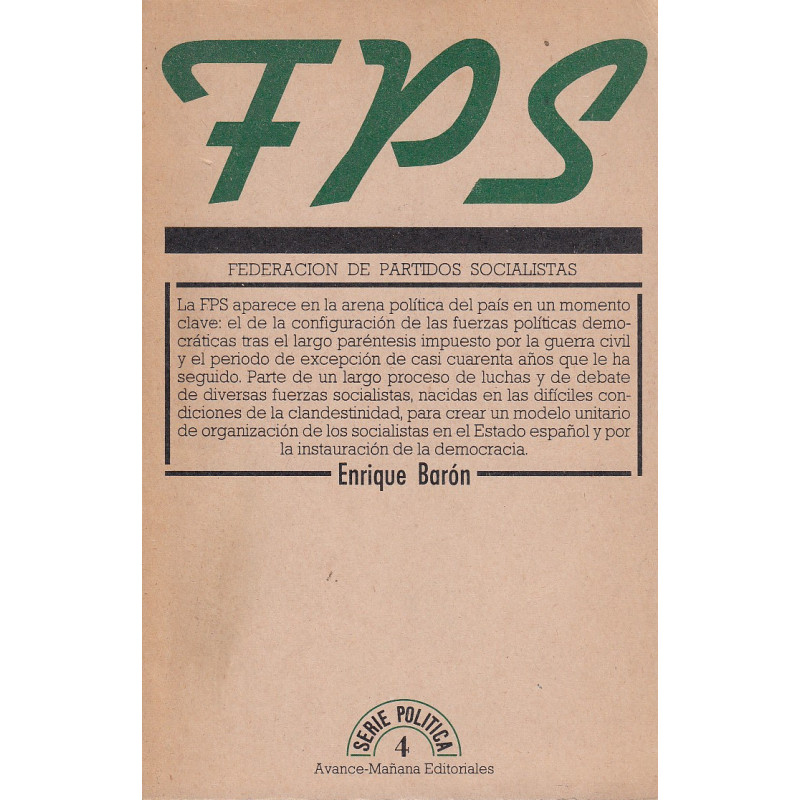 FPS
FEDERACION DE PARTIDOS SOCIALISTAS
La FPS aparece en la arena política del país en un momento
clave: el de la configuración de las fuerzas políticas demo-
cráticas tras el largo paréntesis impuesto por la guerra civil
y el periodo de excepción de casi cuarenta años que le ha
seguido. Parte de un largo proceso de luchas y de debate
de diversas fuerzas socialistas, nacidas en las difíciles con-
diciones de la clandestinidad, para crear un modelo unitario
de organización de los socialistas en el Estado español y por
la instauración de la democracia.
Enrique Barón
SERIE POLITICA
4
Avance-Mañana Editoriales